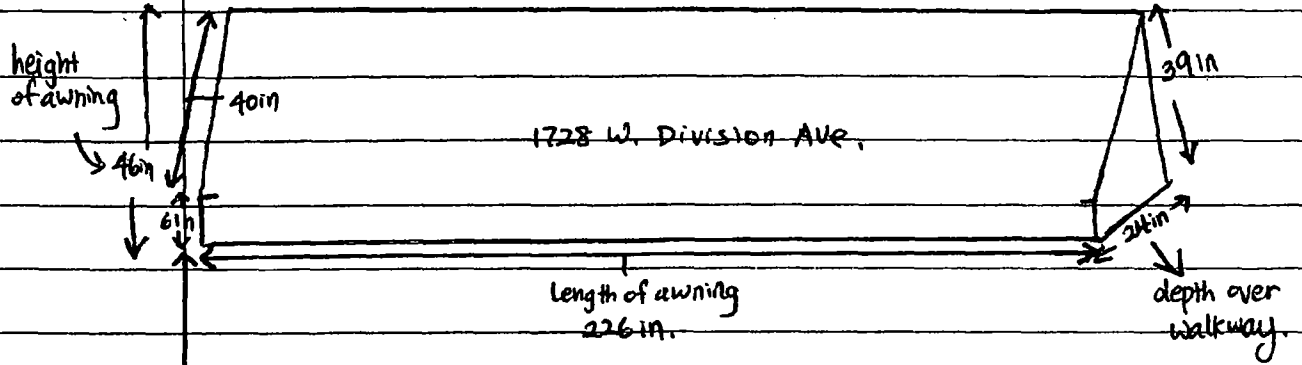 height
of awning
46in
6in
40in
1728 W. Division Ave.
39in
24in
length of awning
226in.
depth over
walkway.